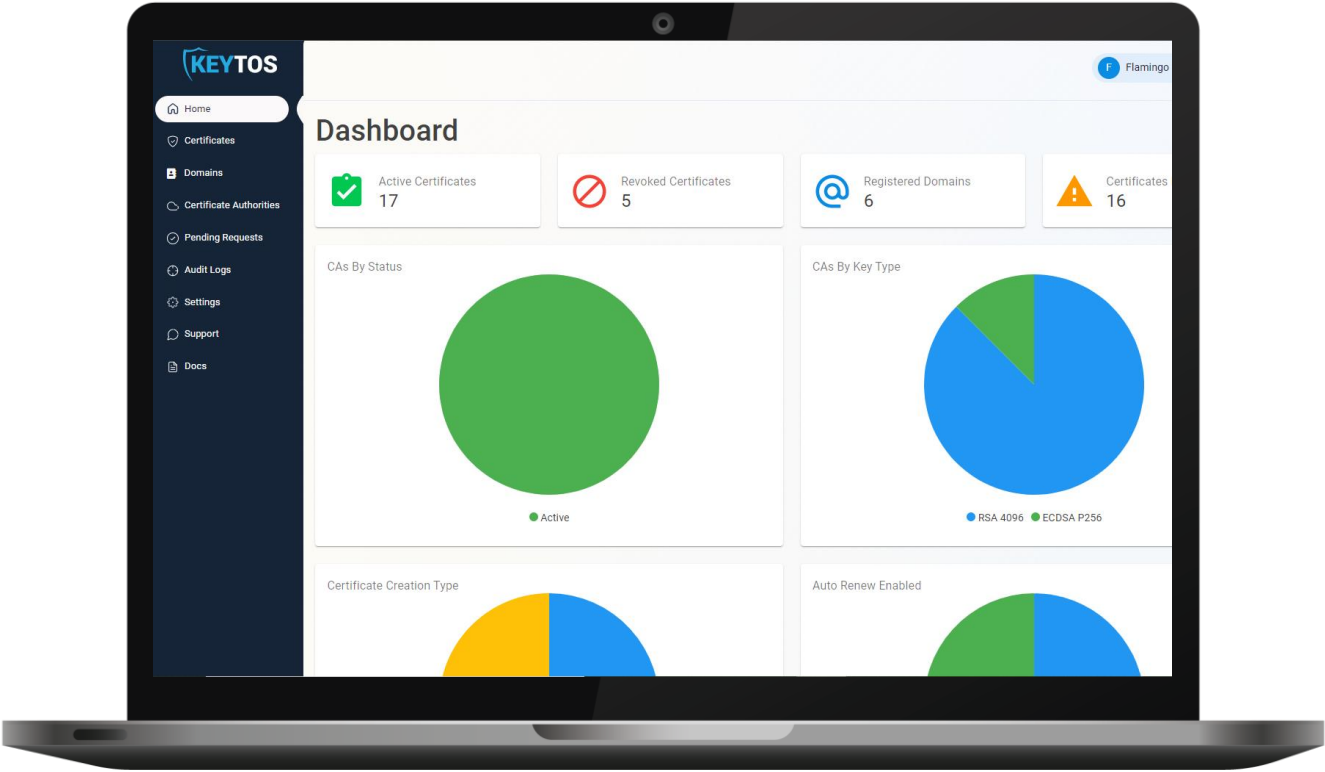 KEYTOS
F Flamingo
Home
Certificates
Domains
Certificate Authorities
Pending Requests
Audit Logs
Settings
Support
Docs
Dashboard
Active Certificates
17
Revoked Certificates
5
Registered Domains
6
Certificates
16
CAs By Status
Active
CAs By Key Type
RSA 4096 ECDSA P256
Certificate Creation Type
Auto Renew Enabled